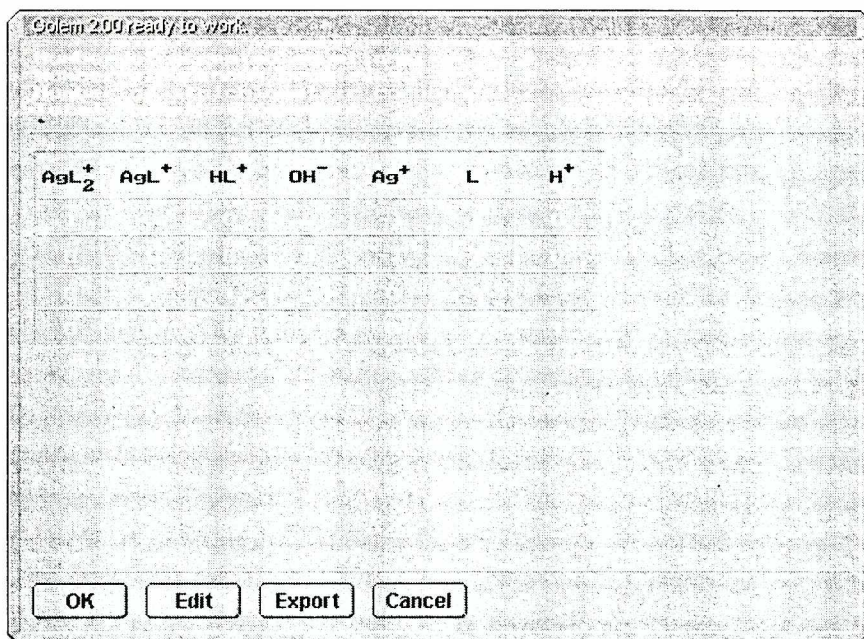 Golem 2.00 ready to work.
AgL₂⁺ AgL⁺ HL⁺ OH⁻ Ag⁺ L H⁺
OK Edit Export Cancel